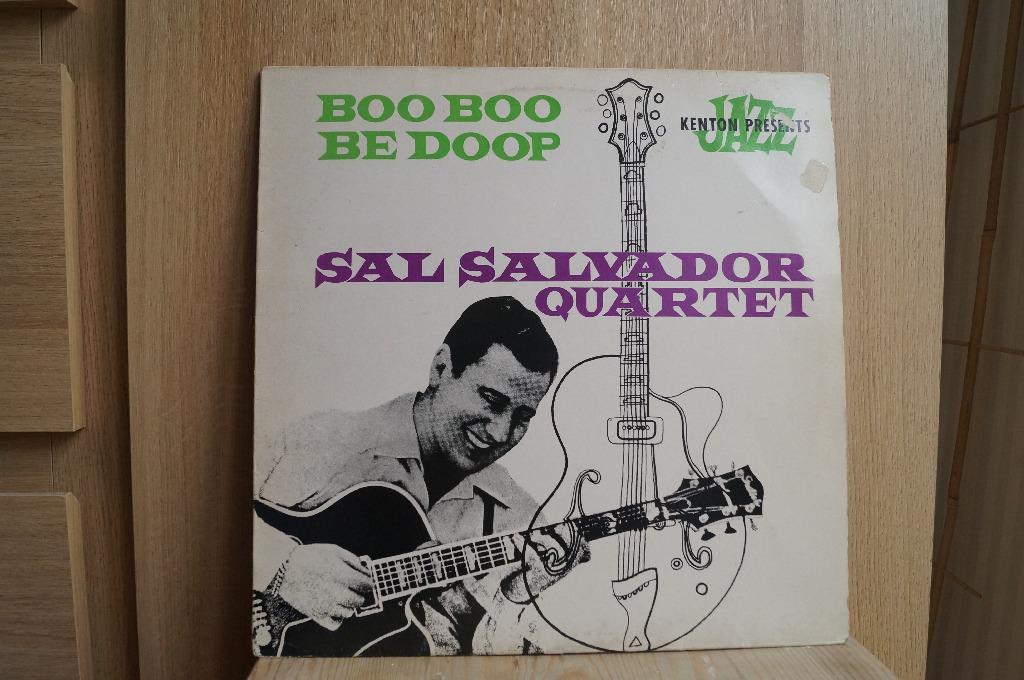 BOO BOO
BE DOOP
KENTON PRESENTS
JAZZ
SAL SALVADOR
QUARTET